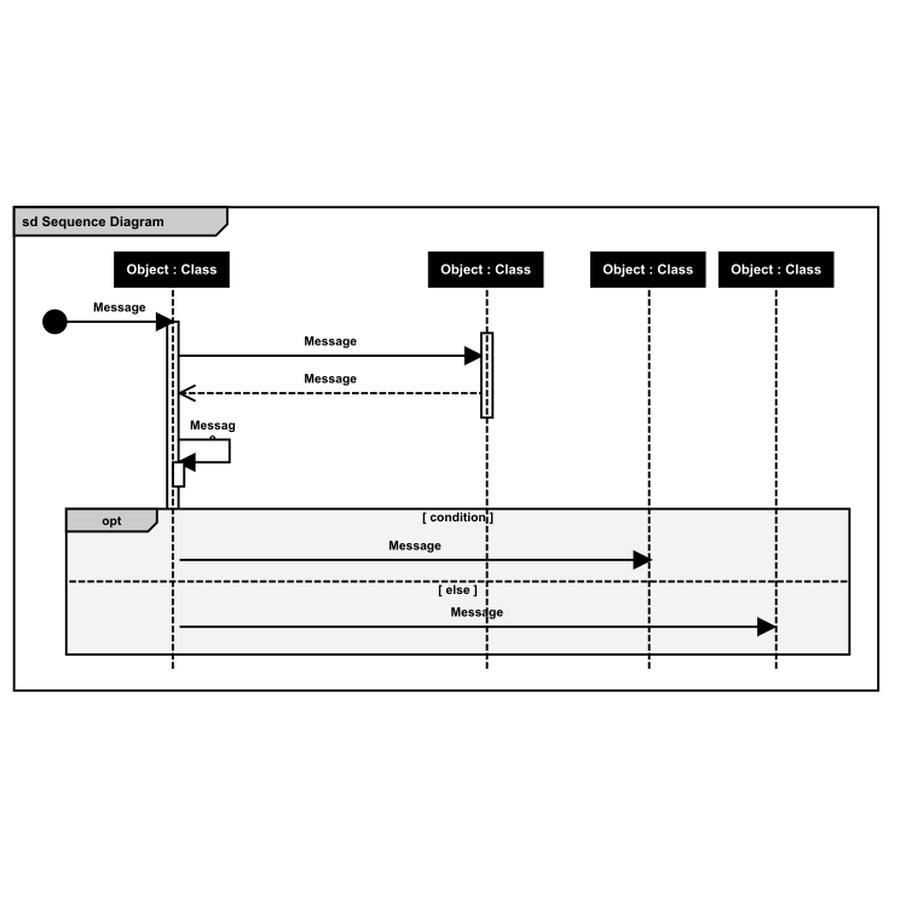 sd Sequence Diagram
Object : Class
Object : Class
Object : Class
Object : Class
Message
Message
Message
Messag
e
opt
[ condition ]
Message
[ else ]
Message